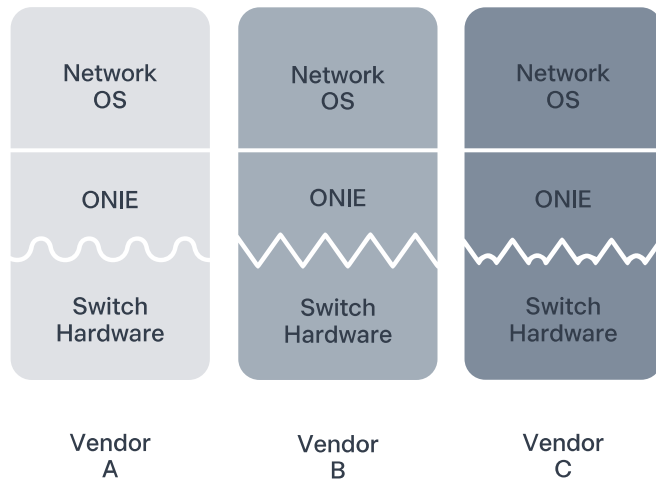 Network
OS
ONIE
Switch
Hardware
Vendor
A
Network
OS
ONIE
Switch
Hardware
Vendor
B
Network
OS
ONIE
Switch
Hardware
Vendor
C